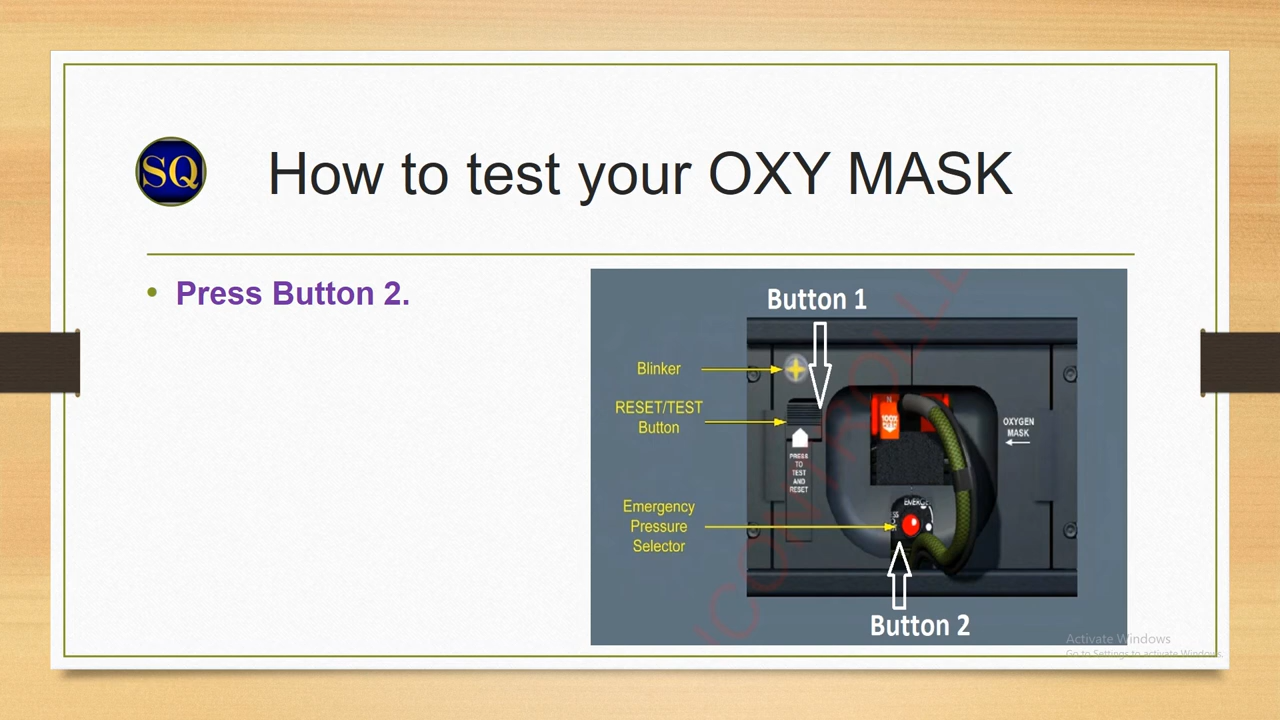 SQ
How to test your OXY MASK
• Press Button 2.
Button 1
Blinker
RESET/TEST
Button
PRESS
TO
TEST
AND
RESET
N
100%
OXYGEN
MASK
Emergency
Pressure
Selector
Button 2
Activate Windows
Go to Settings to activate Windows.